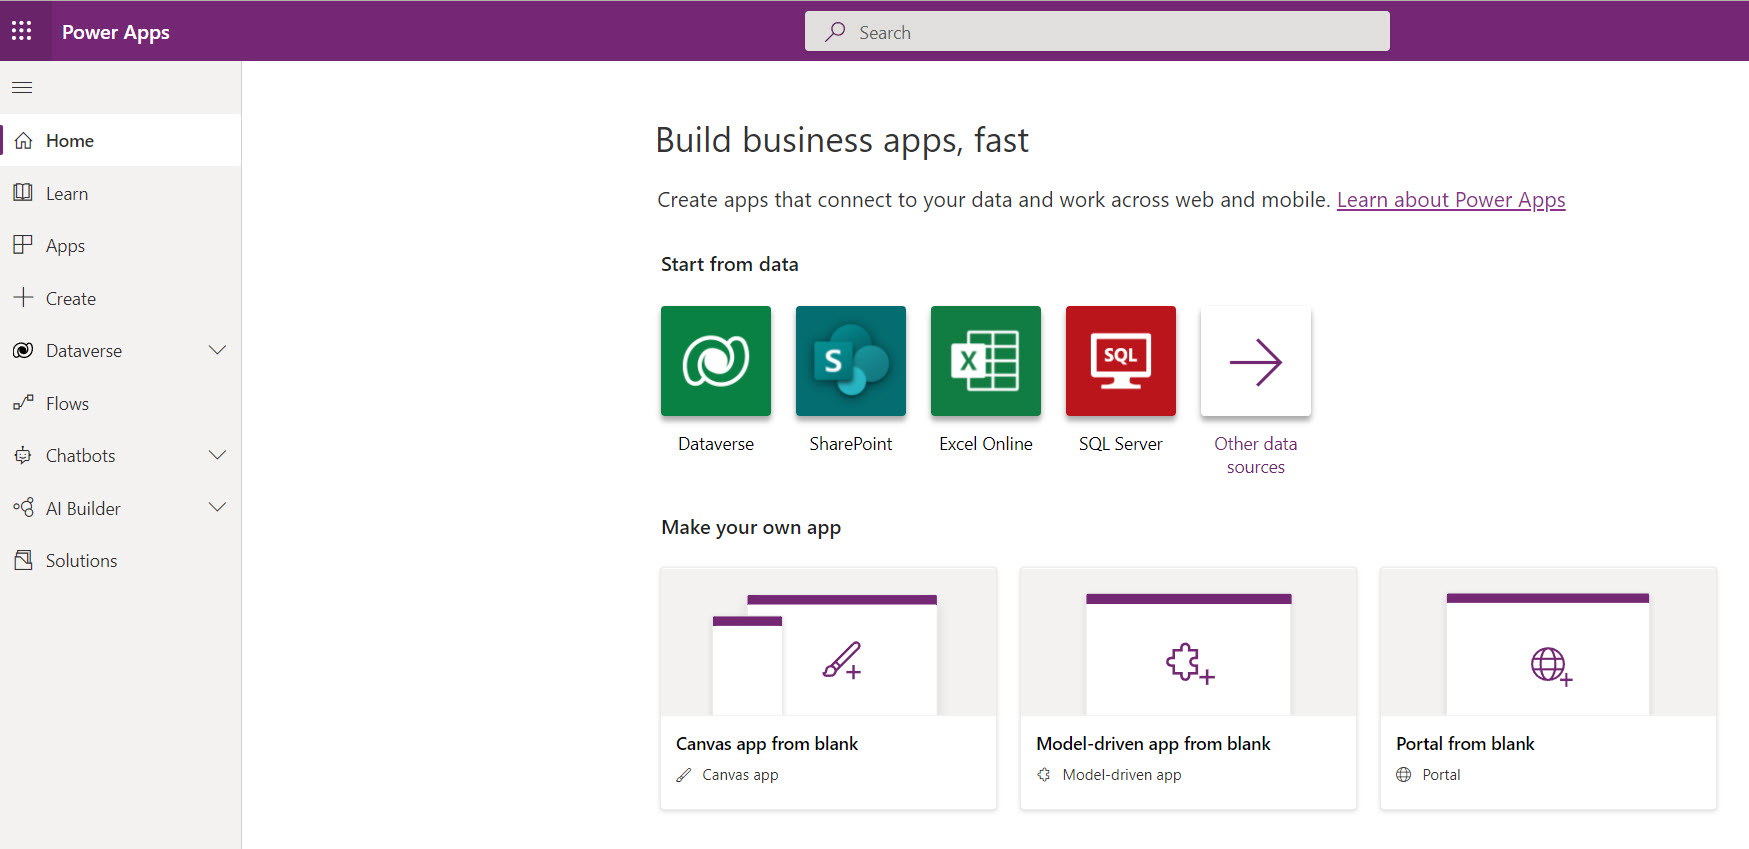 Power Apps
Search
Home
Learn
Apps
Create
Dataverse
Flows
Chatbots
AI Builder
Solutions
Build business apps, fast
Create apps that connect to your data and work across web and mobile. Learn about Power Apps
Start from data
S
X
SQL
Dataverse
SharePoint
Excel Online
SQL Server
Other data
sources
Make your own app
Canvas app from blank
Canvas app
Model-driven app from blank
Model-driven app
Portal from blank
Portal